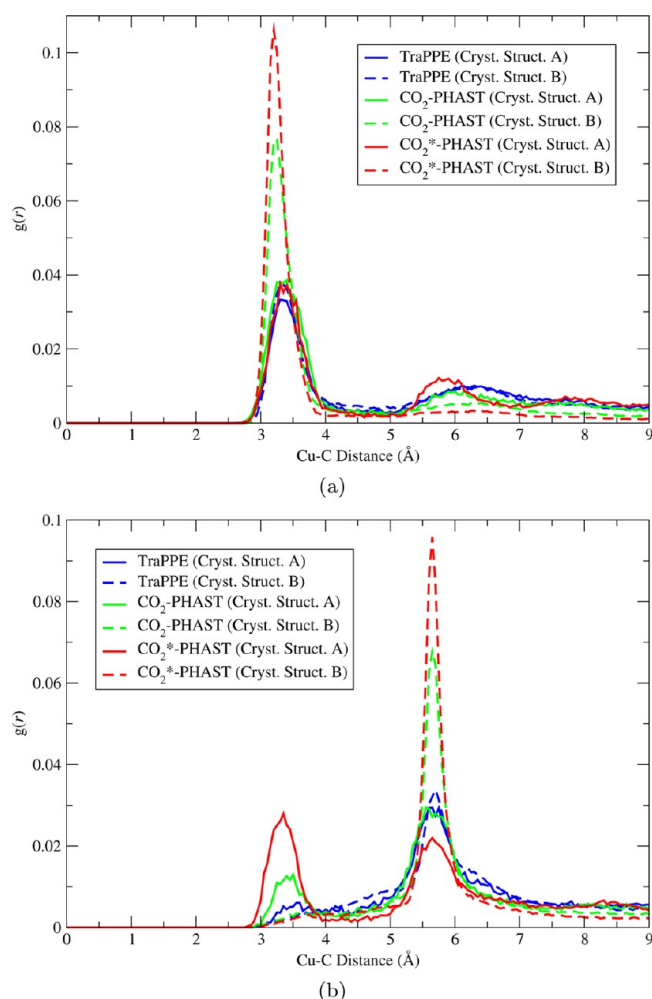 0.1
0.08
0.06
0.04
0.02
0
g(r)
TraPPE (Cryst. Struct. A)
TraPPE (Cryst. Struct. B)
CO₂-PHAST (Cryst. Struct. A)
CO₂-PHAST (Cryst. Struct. B)
CO₂*-PHAST (Cryst. Struct. A)
CO₂*-PHAST (Cryst. Struct. B)
0 1 2 3 4 5 6 7 8 9
Cu-C Distance (Å)
(a)
0.1
0.08
0.06
0.04
0.02
0
g(r)
TraPPE (Cryst. Struct. A)
TraPPE (Cryst. Struct. B)
CO₂-PHAST (Cryst. Struct. A)
CO₂-PHAST (Cryst. Struct. B)
CO₂*-PHAST (Cryst. Struct. A)
CO₂*-PHAST (Cryst. Struct. B)
0 1 2 3 4 5 6 7 8 9
Cu-C Distance (Å)
(b)